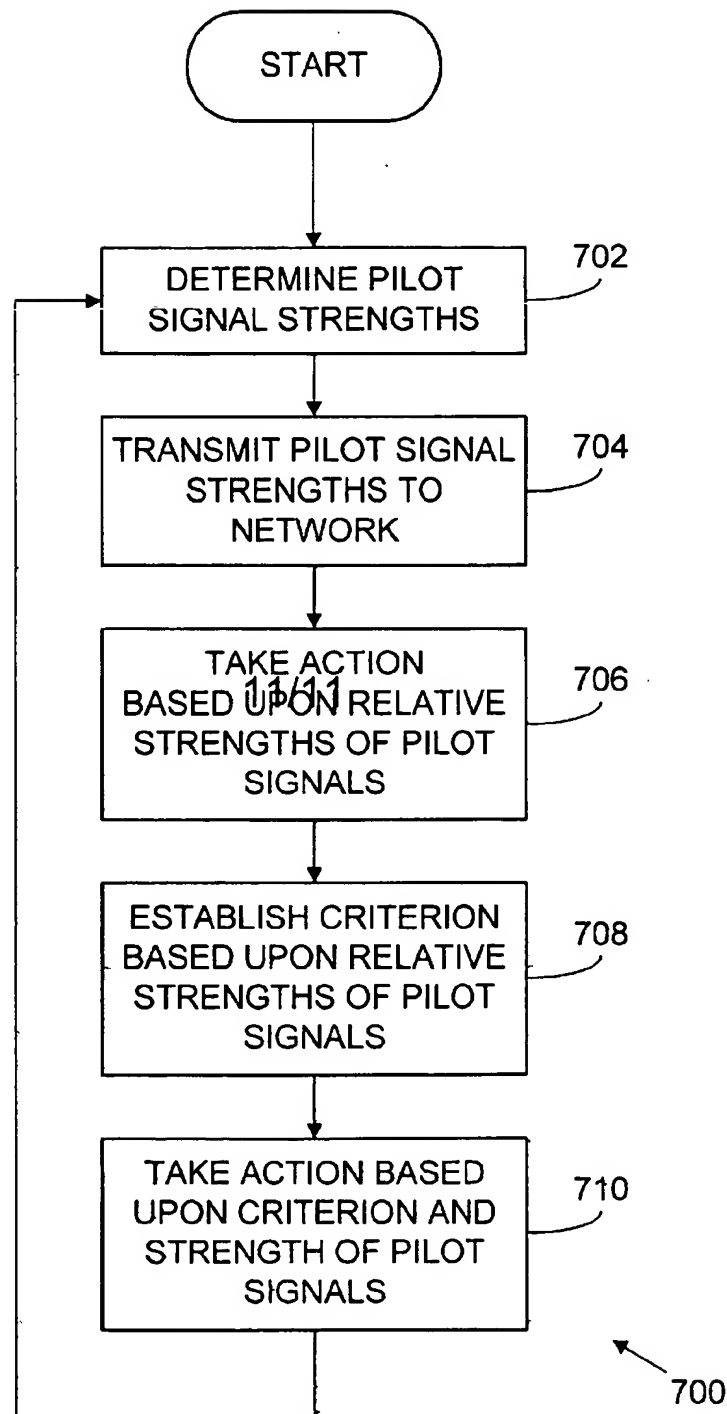 START
702
DETERMINE PILOT
SIGNAL STRENGTHS
704
TRANSMIT PILOT SIGNAL
STRENGTHS TO
NETWORK
706
TAKE ACTION
11/11
BASED UPON RELATIVE
STRENGTHS OF PILOT
SIGNALS
708
ESTABLISH CRITERION
BASED UPON RELATIVE
STRENGTHS OF PILOT
SIGNALS
710
TAKE ACTION BASED
UPON CRITERION AND
STRENGTH OF PILOT
SIGNALS
700